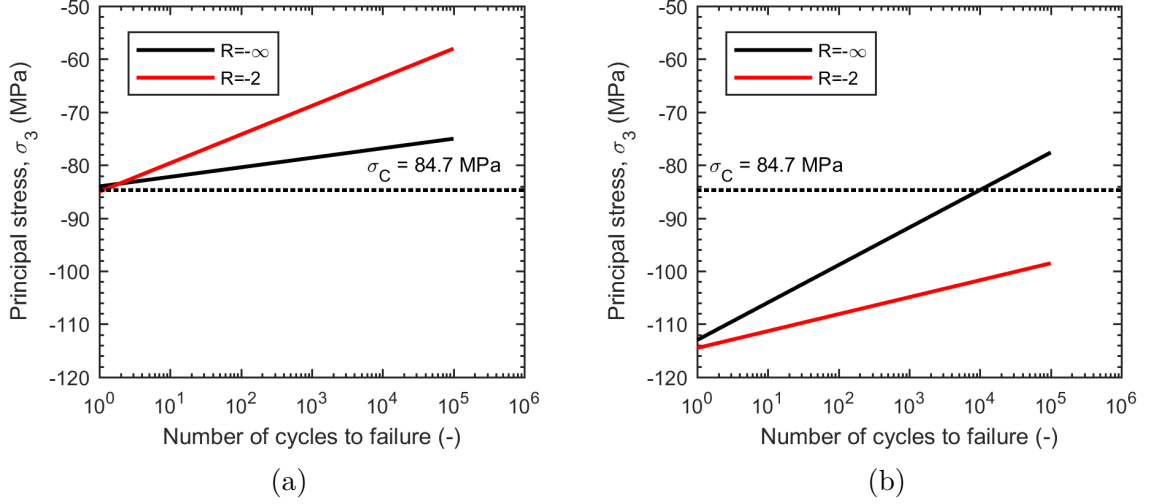 -50
-60
-70
-80
-90
-100
-110
-120
Principal stress, σ3 (MPa)
R=-∞
R=-2
σC = 84.7 MPa
10^0
10^1
10^2
10^3
10^4
10^5
10^6
Number of cycles to failure (-)
(a)
-50
-60
-70
-80
-90
-100
-110
-120
Principal stress, σ3 (MPa)
R=-∞
R=-2
σC = 84.7 MPa
10^0
10^1
10^2
10^3
10^4
10^5
10^6
Number of cycles to failure (-)
(b)